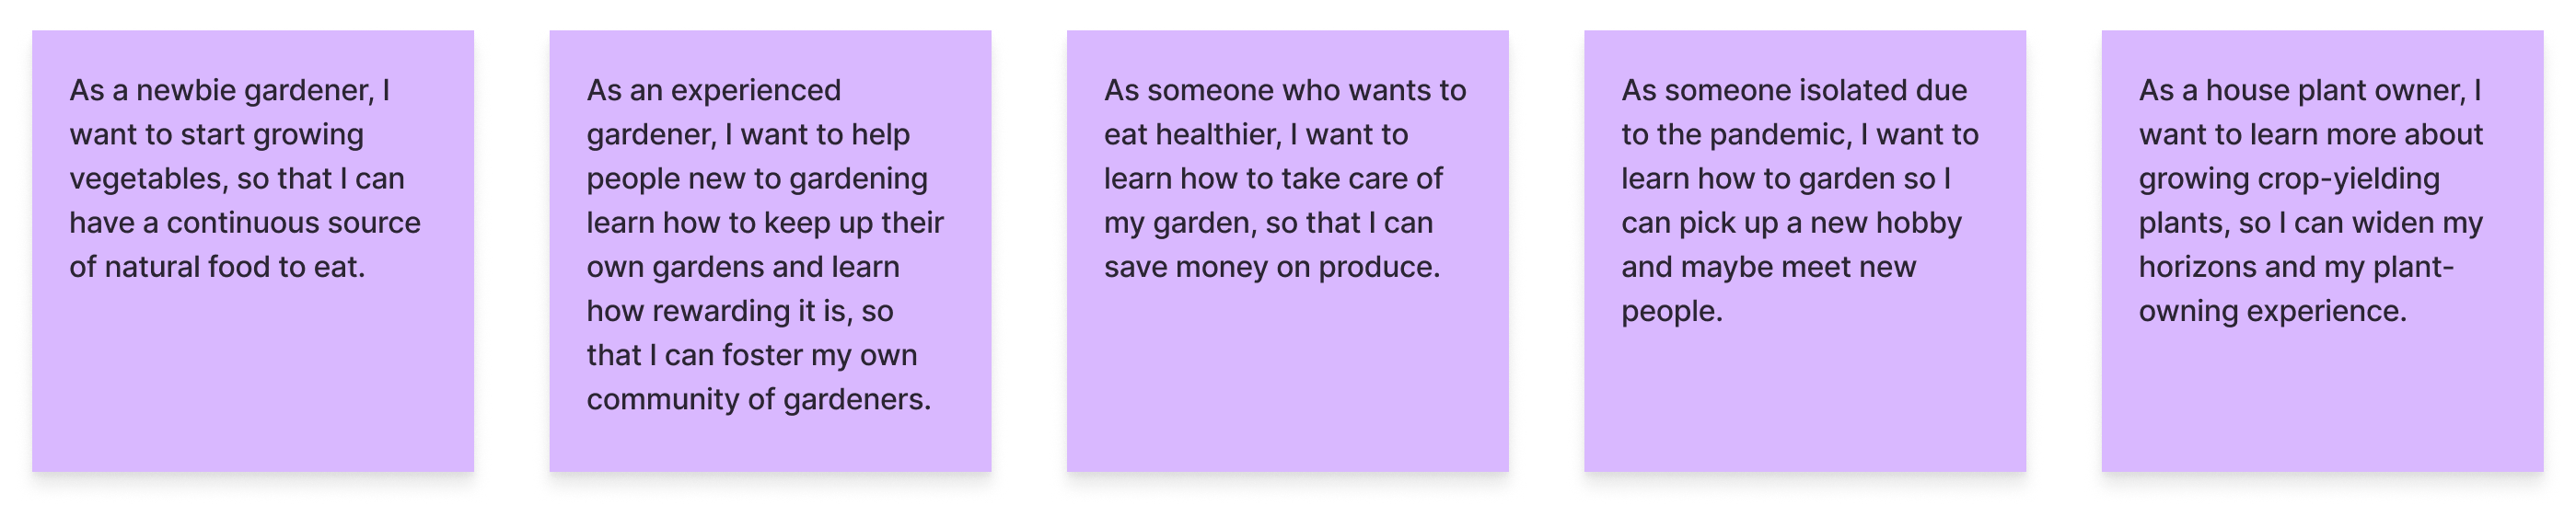 As a newbie gardener, I
want to start growing
vegetables, so that I can
have a continuous source
of natural food to eat.
As an experienced
gardener, I want to help
people new to gardening
learn how to keep up their
own gardens and learn
how rewarding it is, so
that I can foster my own
community of gardeners.
As someone who wants to
eat healthier, I want to
learn how to take care of
my garden, so that I can
save money on produce.
As someone isolated due
to the pandemic, I want to
learn how to garden so I
can pick up a new hobby
and maybe meet new
people.
As a house plant owner, I
want to learn more about
growing crop-yielding
plants, so I can widen my
horizons and my plant-
owning experience.